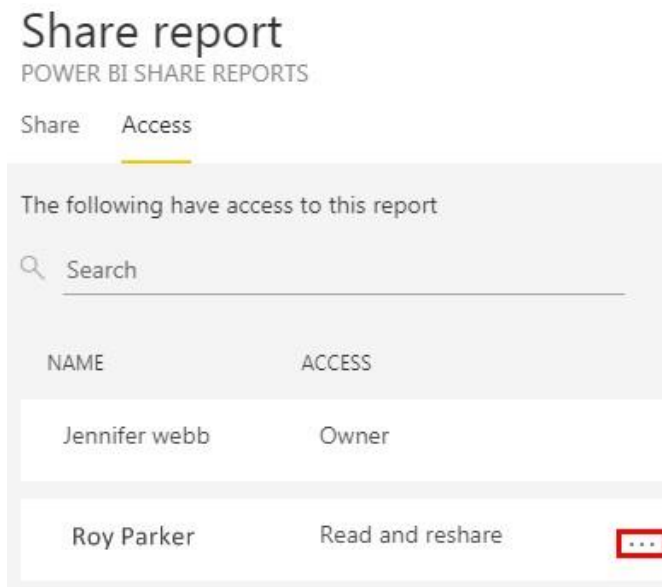 Share report
POWER BI SHARE REPORTS
Share Access
The following have access to this report
Search
NAME ACCESS
Jennifer webb Owner
Roy Parker Read and reshare ...